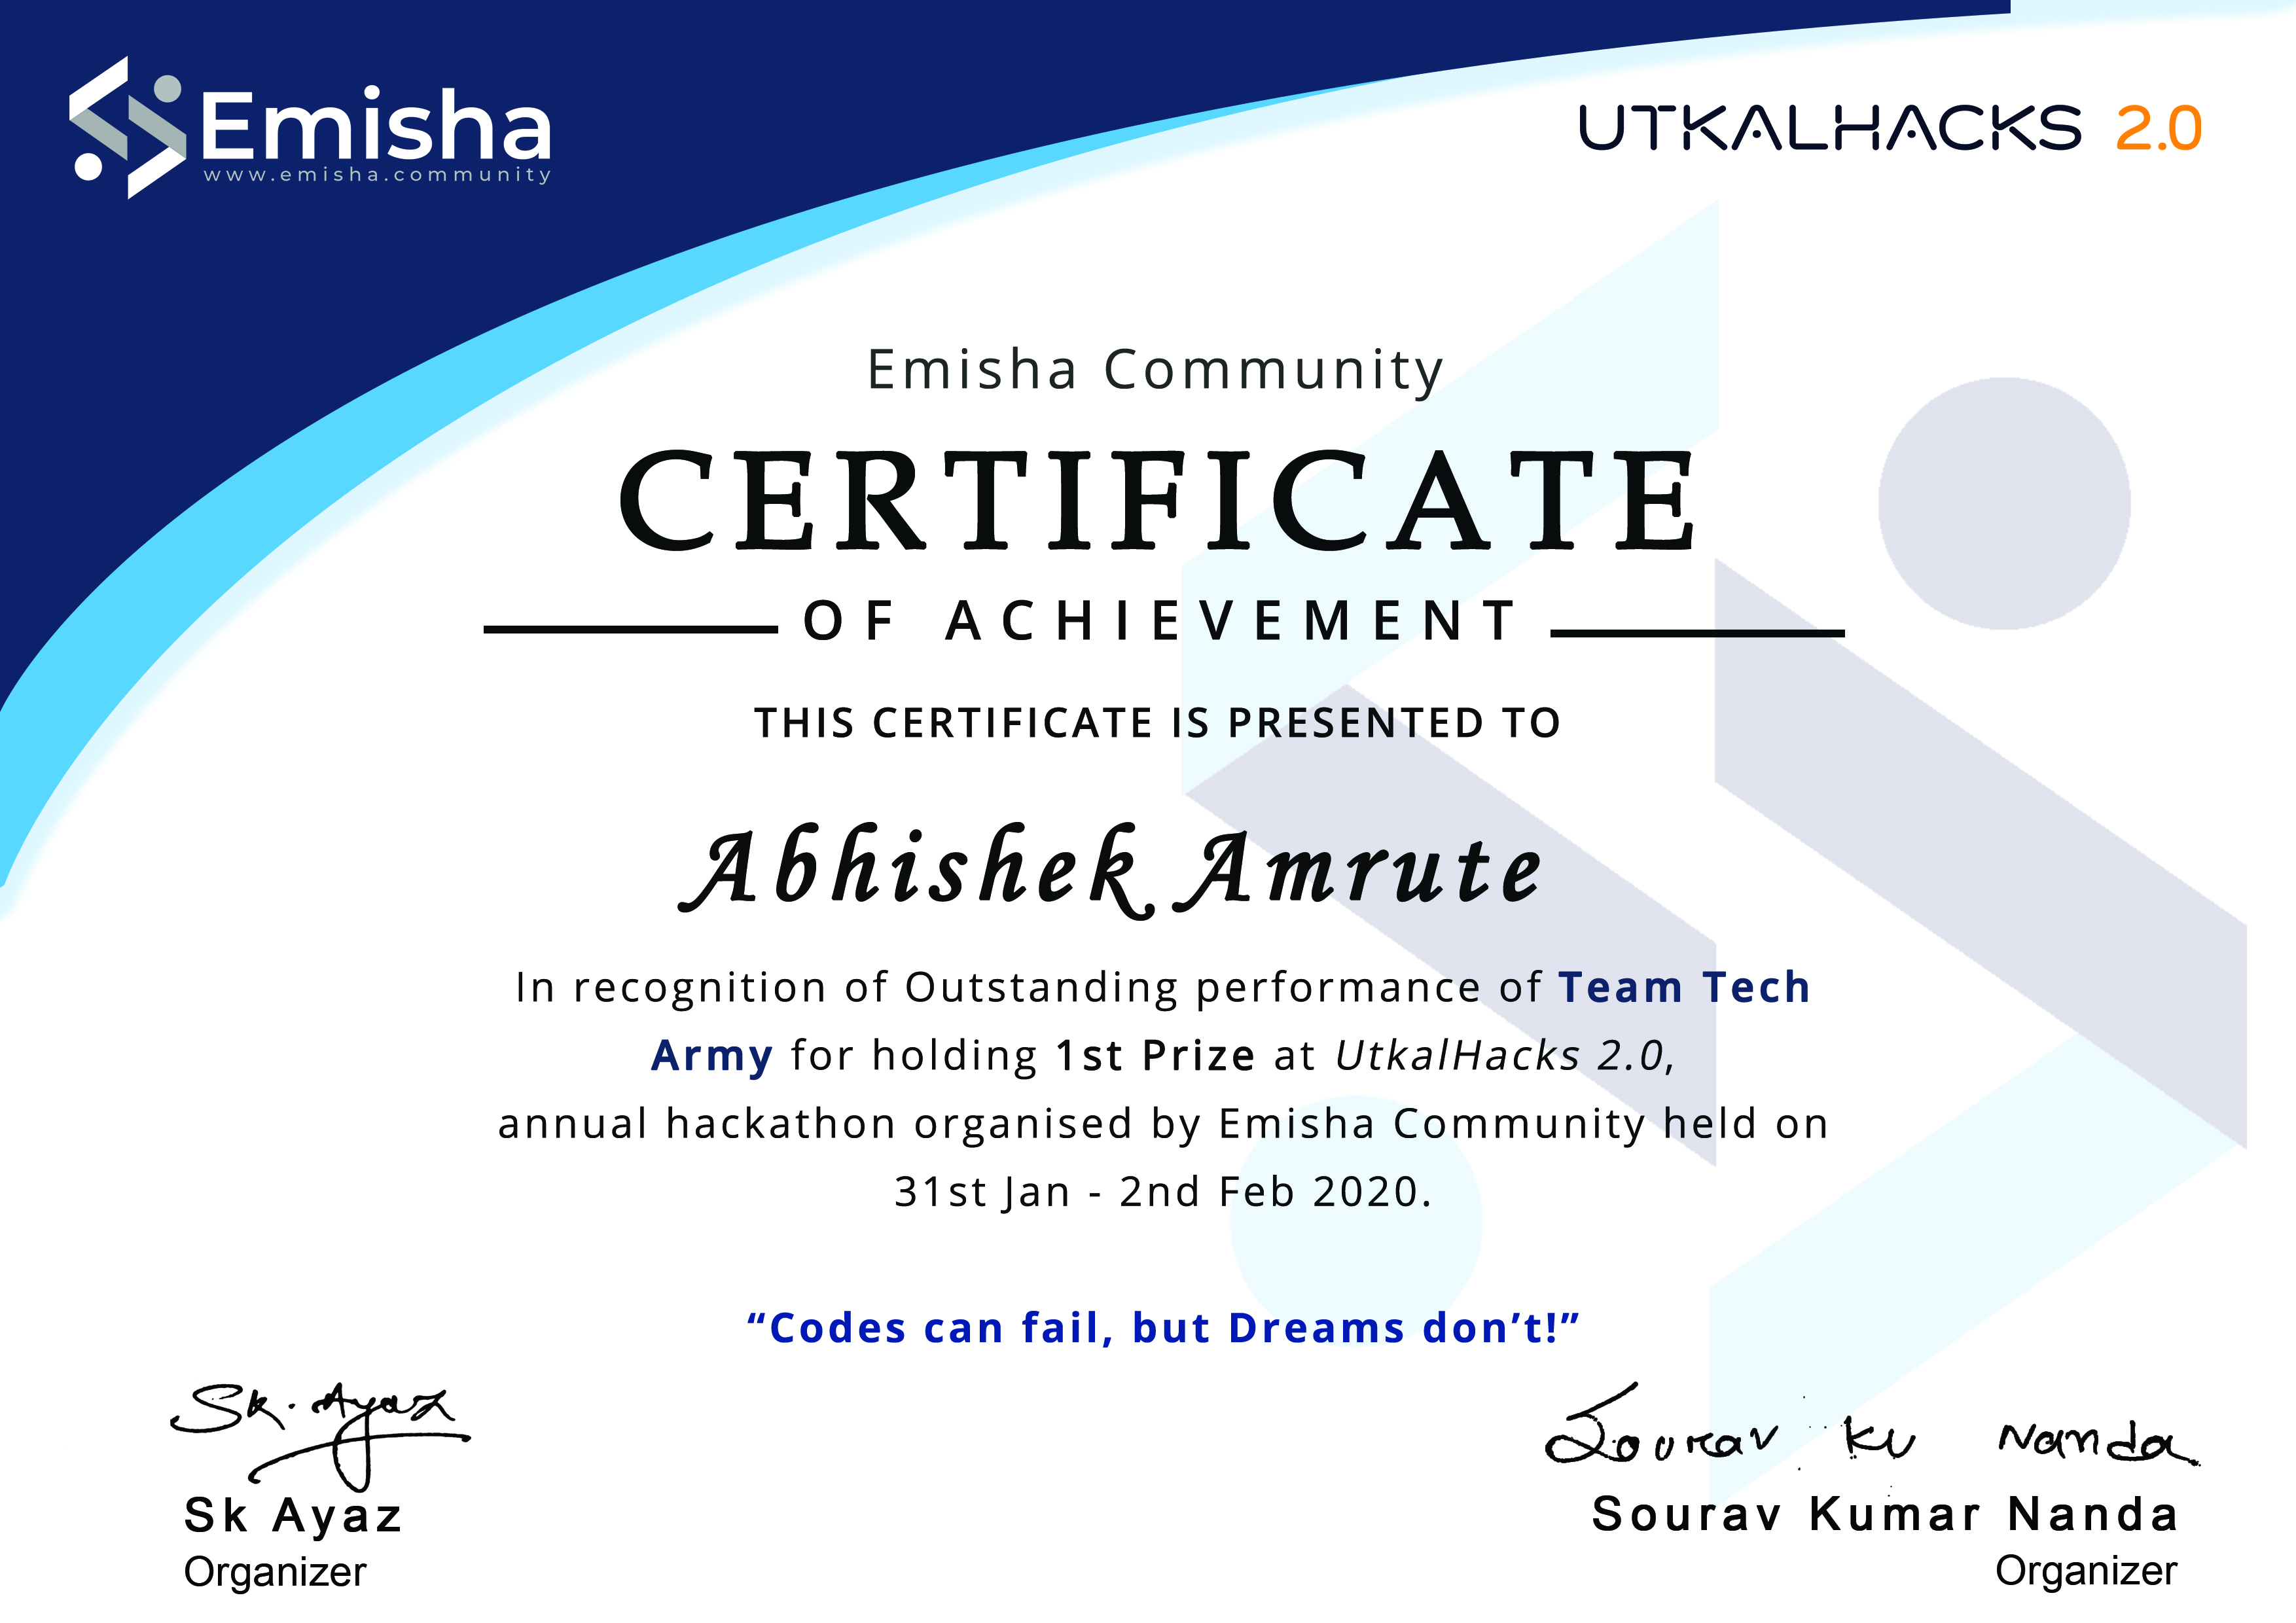 Emisha
www.emisha.community
UTKALHACKS 2.0
Emisha Community
CERTIFICATE
OF ACHIEVEMENT
THIS CERTIFICATE IS PRESENTED TO
Abhishek Amrute
In recognition of Outstanding performance of Team Tech
Army for holding 1st Prize at UtkalHacks 2.0,
annual hackathon organised by Emisha Community held on
31st Jan - 2nd Feb 2020.
“Codes can fail, but Dreams don’t!”
Sk. Ayaz
Sk Ayaz
Organizer
Sourav Ku Nanda
Sourav Kumar Nanda
Organizer